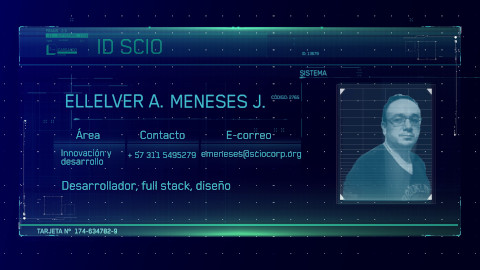 ID SCIO
SISTEMA
ELLELVER A. MENESES J.
Área
Contacto
E-correo
Innovación y
desarrollo
+ 57 311 5495279
elmeneses@sciocorp.org
Desarrollador, full stack, diseño
TARJETA Nº 174-634782-9